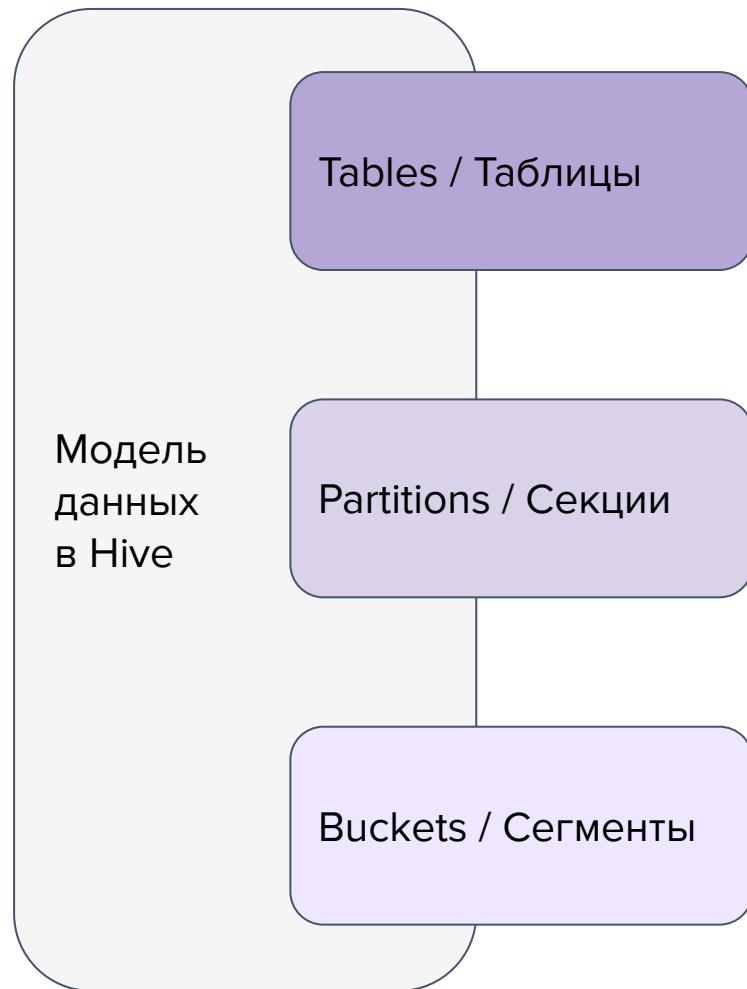 Tables / Таблицы
Модель
данных
в Hive
Partitions / Секции
Buckets / Сегменты